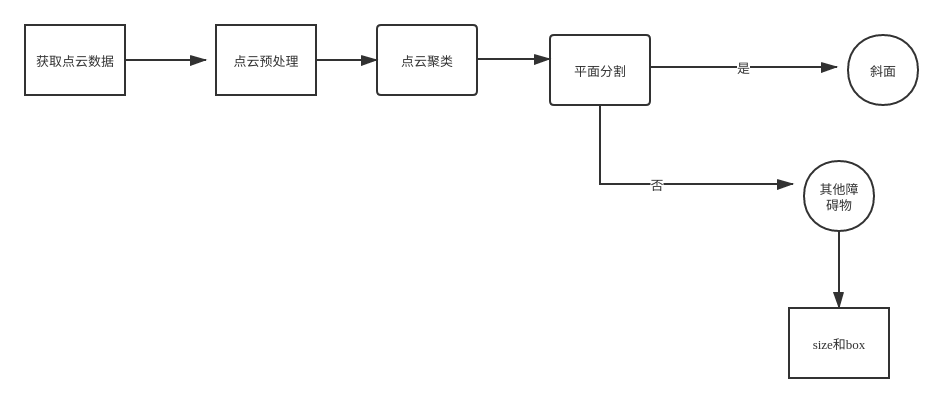 获取点云数据
点云预处理
点云聚类
平面分割
是
斜面
否
其他障
碍物
size和box